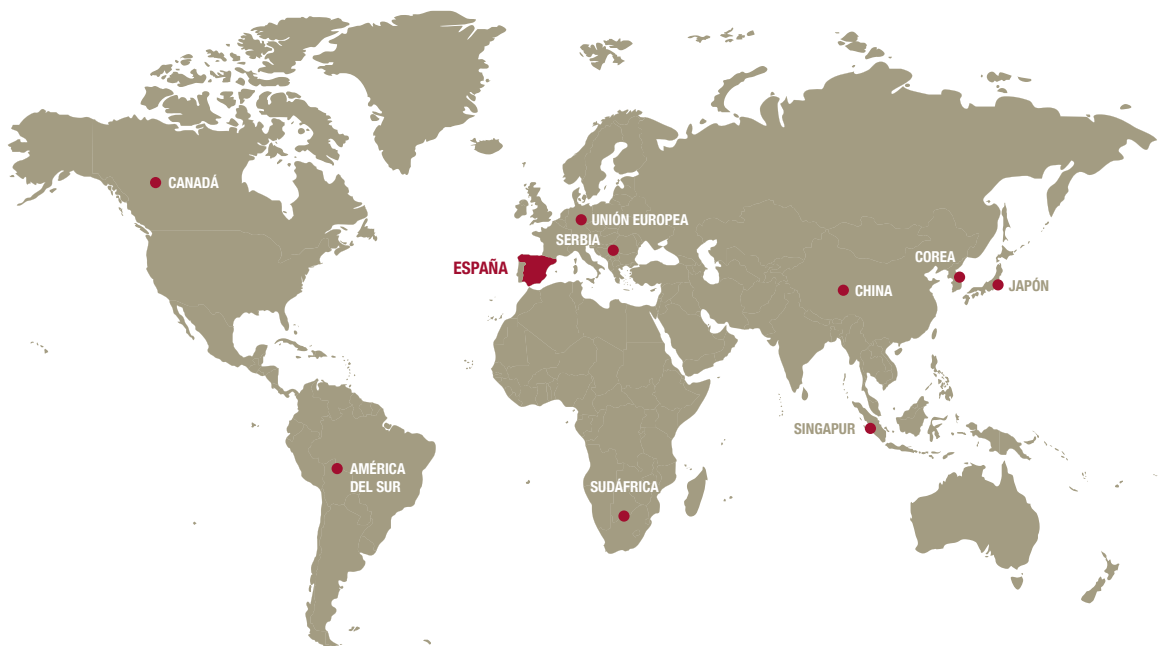 CANADÁ
UNIÓN EUROPEA
SERBIA
ESPAÑA
COREA
CHINA
JAPÓN
SINGAPUR
AMÉRICA
DEL SUR
SUDÁFRICA